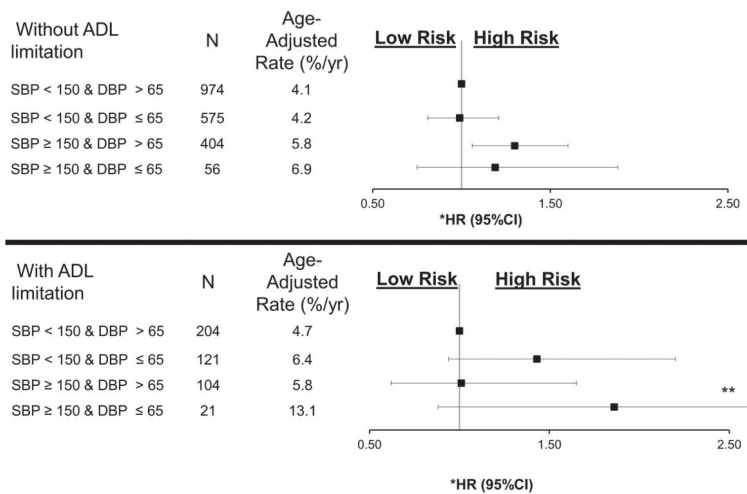 Without ADL limitation N Age-Adjusted Rate (%/yr) Low Risk High Risk
SBP < 150 & DBP > 65 974 4.1
SBP < 150 & DBP ≤ 65 575 4.2
SBP ≥ 150 & DBP > 65 404 5.8
SBP ≥ 150 & DBP ≤ 65 56 6.9
0.50 1.50 2.50
*HR (95%CI)
With ADL limitation N Age-Adjusted Rate (%/yr) Low Risk High Risk
SBP < 150 & DBP > 65 204 4.7
SBP < 150 & DBP ≤ 65 121 6.4
SBP ≥ 150 & DBP > 65 104 5.8
**
SBP ≥ 150 & DBP ≤ 65 21 13.1
0.50 1.50 2.50
*HR (95%CI)